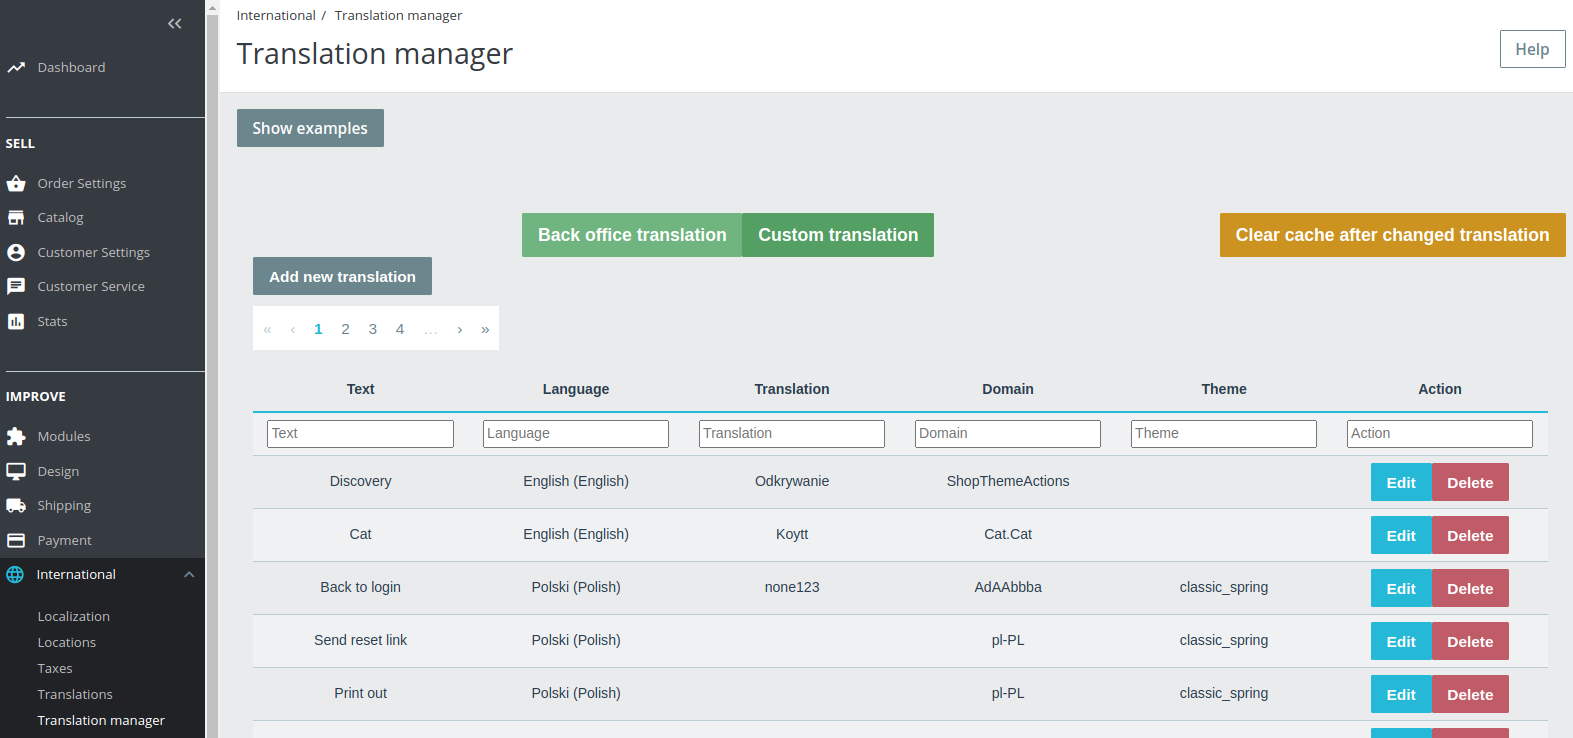 Dashboard
SELL
Order Settings
Catalog
Customer Settings
Customer Service
Stats
IMPROVE
Modules
Design
Shipping
Payment
International
Localization
Locations
Taxes
Translations
Translation manager
International / Translation manager
Translation manager
Help
Show examples
Back office translation Custom translation Clear cache after changed translation
Add new translation
« ‹ 1 2 3 4 ... › »
Text Language Translation Domain Theme Action
Text Language Translation Domain Theme Action
Discovery English (English) Odkrywanie ShopThemeActions Edit Delete
Cat English (English) Koytt Cat.Cat Edit Delete
Back to login Polski (Polish) none123 AdAAbbba classic_spring Edit Delete
Send reset link Polski (Polish) pl-PL classic_spring Edit Delete
Print out Polski (Polish) pl-PL classic_spring Edit Delete